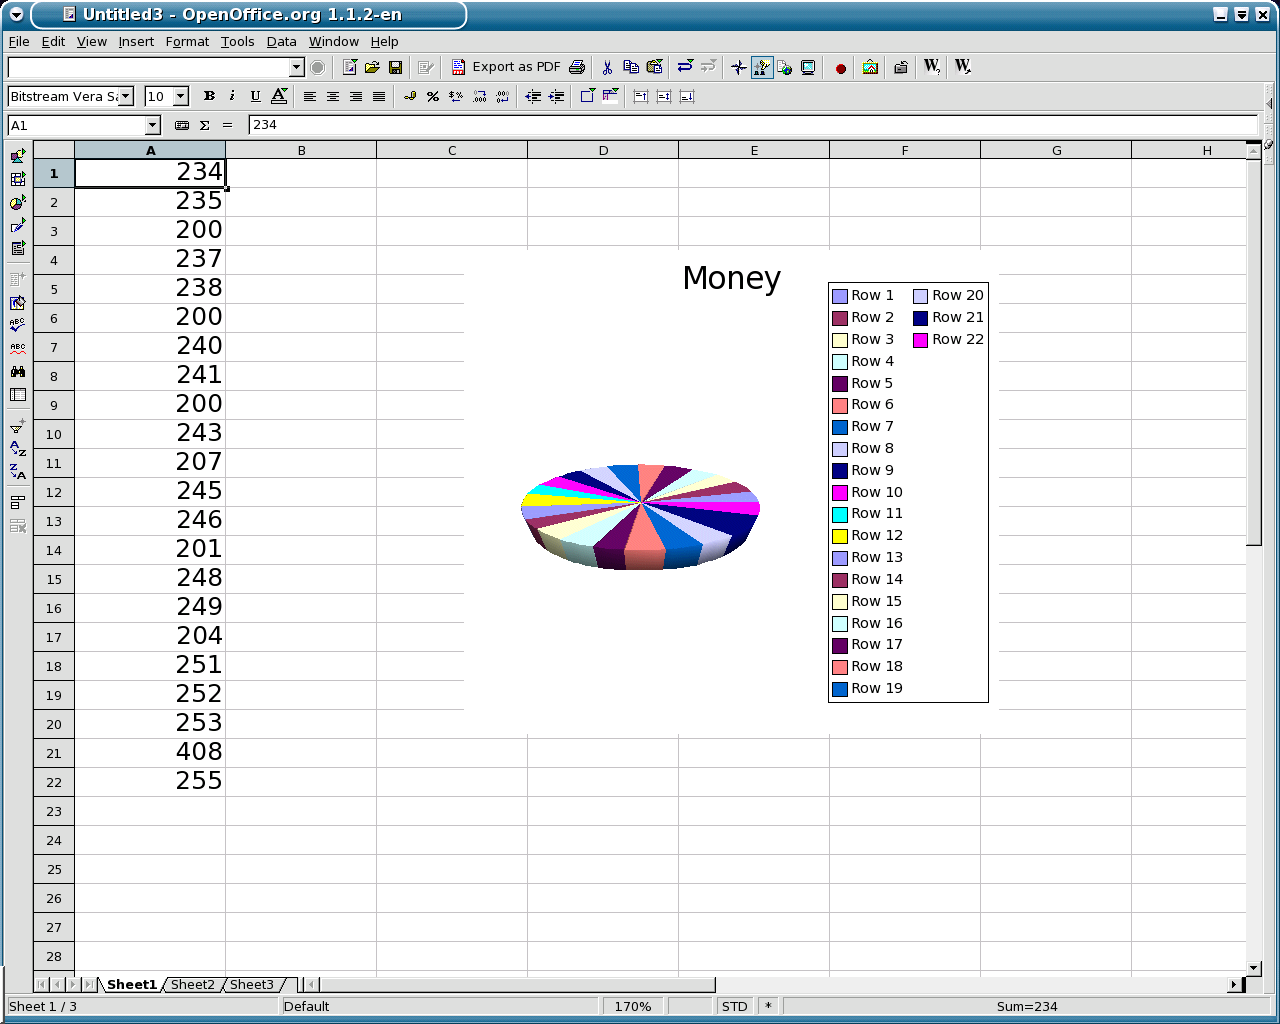 Untitled3 - OpenOffice.org 1.1.2-en
File Edit View Insert Format Tools Data Window Help
Export as PDF
Bitstream Vera Sa 10 B i U A
A1 Σ = 234
A B C D E F G H
1 234
2 235
3 200
4 237
5 238
6 200
7 240
8 241
9 200
10 243
11 207
12 245
13 246
14 201
15 248
16 249
17 204
18 251
19 252
20 253
21 408
22 255
23
24
25
26
27
28
Money
Row 1 Row 20
Row 2 Row 21
Row 3 Row 22
Row 4
Row 5
Row 6
Row 7
Row 8
Row 9
Row 10
Row 11
Row 12
Row 13
Row 14
Row 15
Row 16
Row 17
Row 18
Row 19
Sheet1 Sheet2 Sheet3
Sheet 1 / 3 Default 170% STD * Sum=234